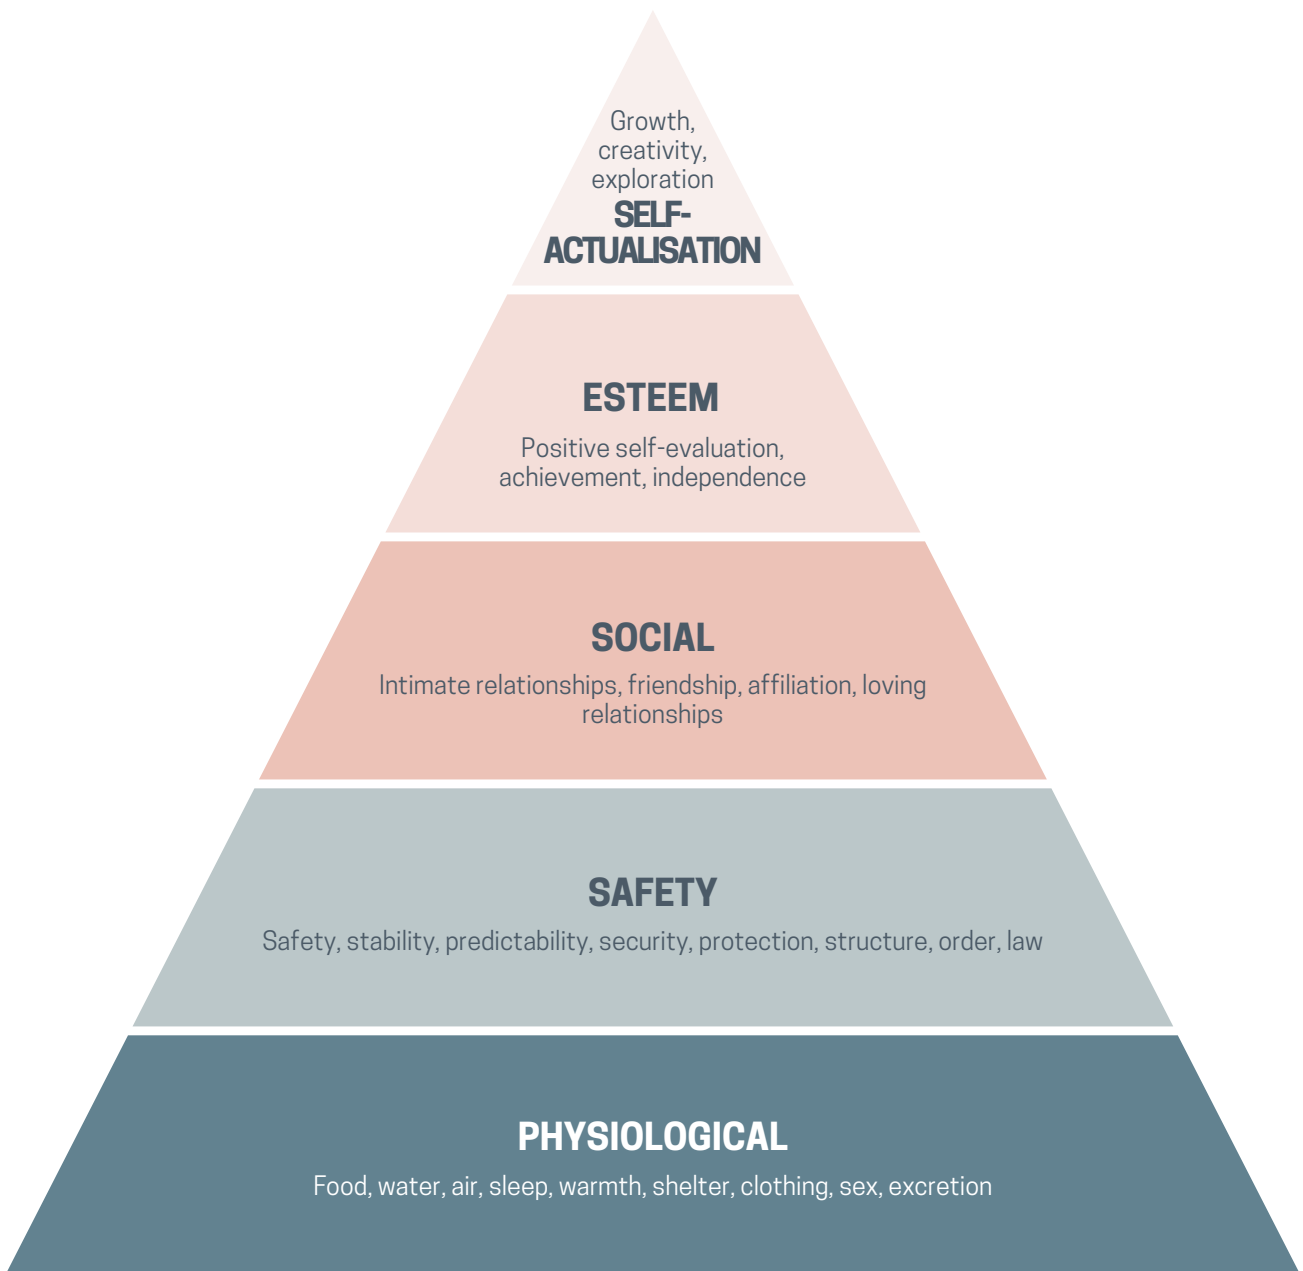 Growth,
creativity,
exploration
SELF-
ACTUALISATION
ESTEEM
Positive self-evaluation,
achievement, independence
SOCIAL
Intimate relationships, friendship, affiliation, loving
relationships
SAFETY
Safety, stability, predictability, security, protection, structure, order, law
PHYSIOLOGICAL
Food, water, air, sleep, warmth, shelter, clothing, sex, excretion